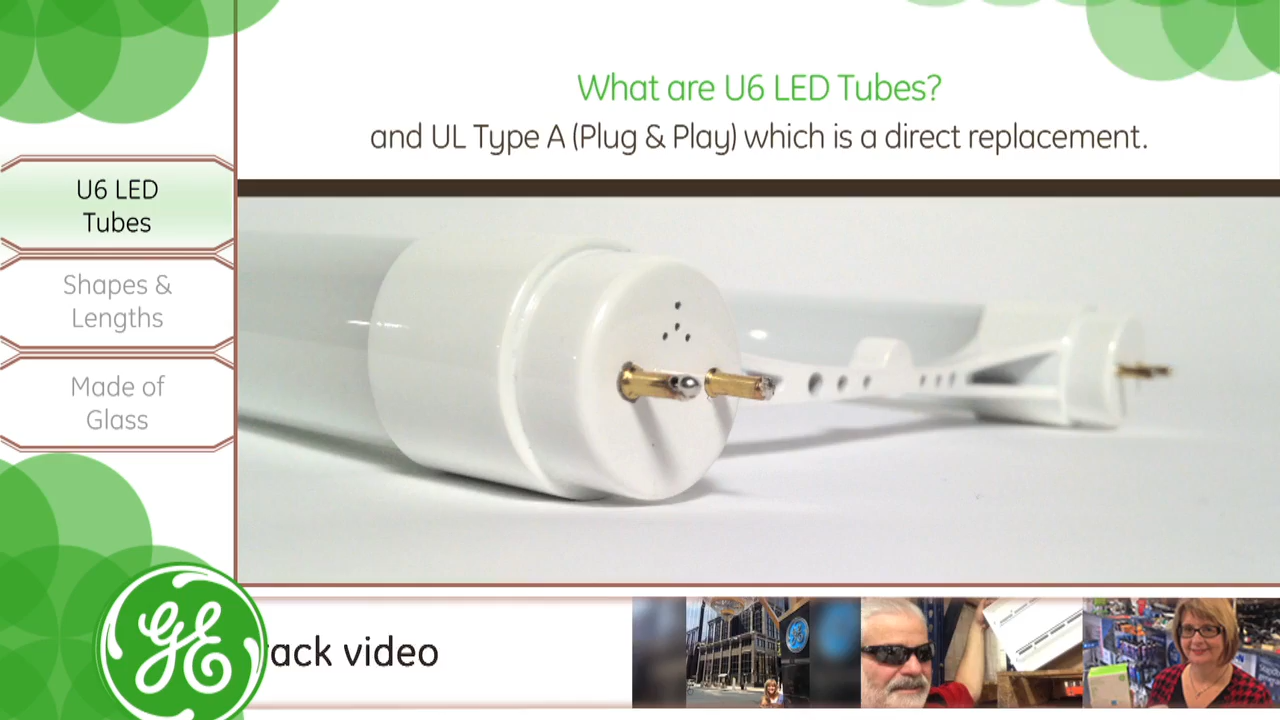 What are U6 LED Tubes?
and UL Type A (Plug & Play) which is a direct replacement.
U6 LED
Tubes
Shapes &
Lengths
Made of
Glass
GE
ack video